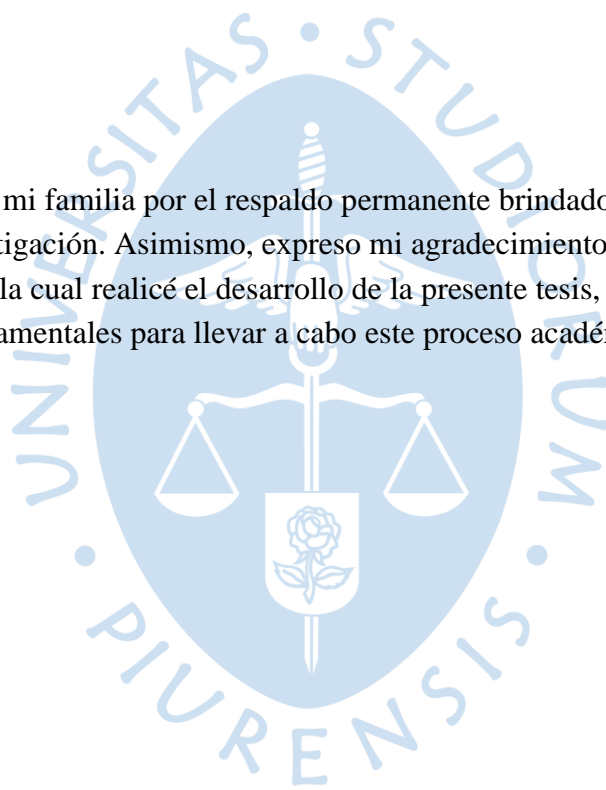 UNIVERSITAS • STUDIORUM • PIURENSIS •
mi familia por el respaldo permanente brindado
tigación. Asimismo, expreso mi agradecimiento
la cual realicé el desarrollo de la presente tesis,
amentales para llevar a cabo este proceso acadé